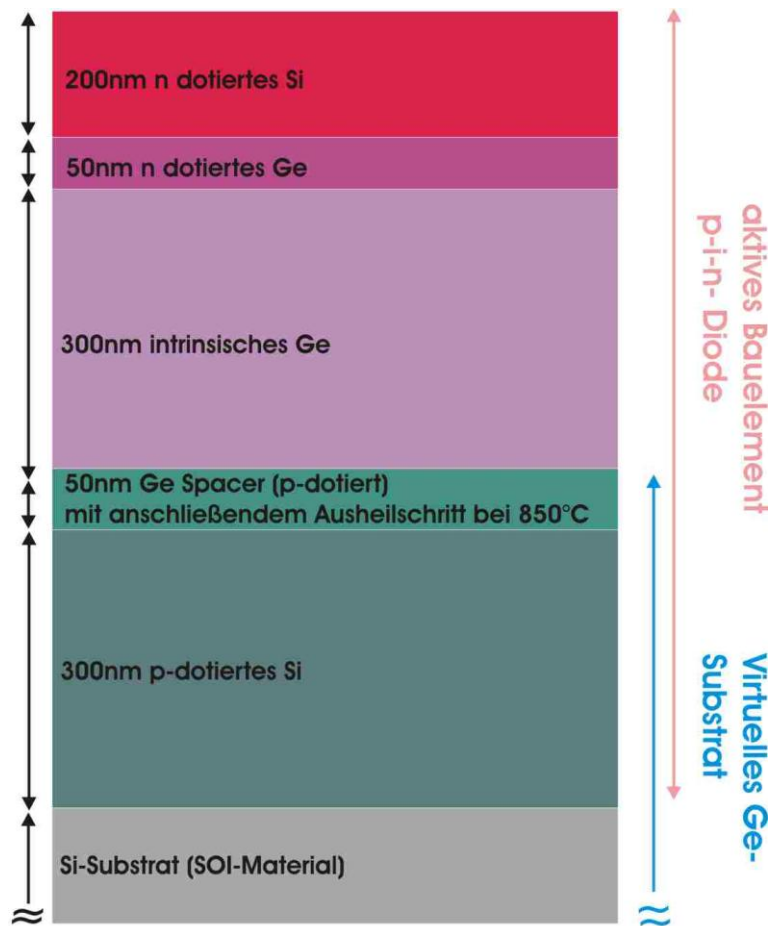 200nm n dotiertes Si
50nm n dotiertes Ge
300nm intrinsisches Ge
50nm Ge Spacer (p-dotiert)
mit anschließendem Ausheilschritt bei 850°C
300nm p-dotiertes Si
Si-Substrat (SOI-Material)
aktives Bauelement
p-i-n- Diode
Virtuelles Ge-
Substrat